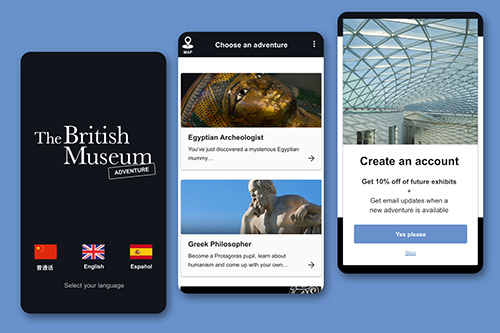 The British
Museum
ADVENTURE
普通话
English
Español
Select your language
MAP
Choose an adventure
Egyptian Archeologist
You've just discovered a mysterious Egyptian
mummy…
Greek Philosopher
Become a Protagoras pupil, learn about
humanism and come up with your own…
Create an account
Get 10% off of future exhibits
+
Get email updates when a
new adventure is available
Yes please
Skip